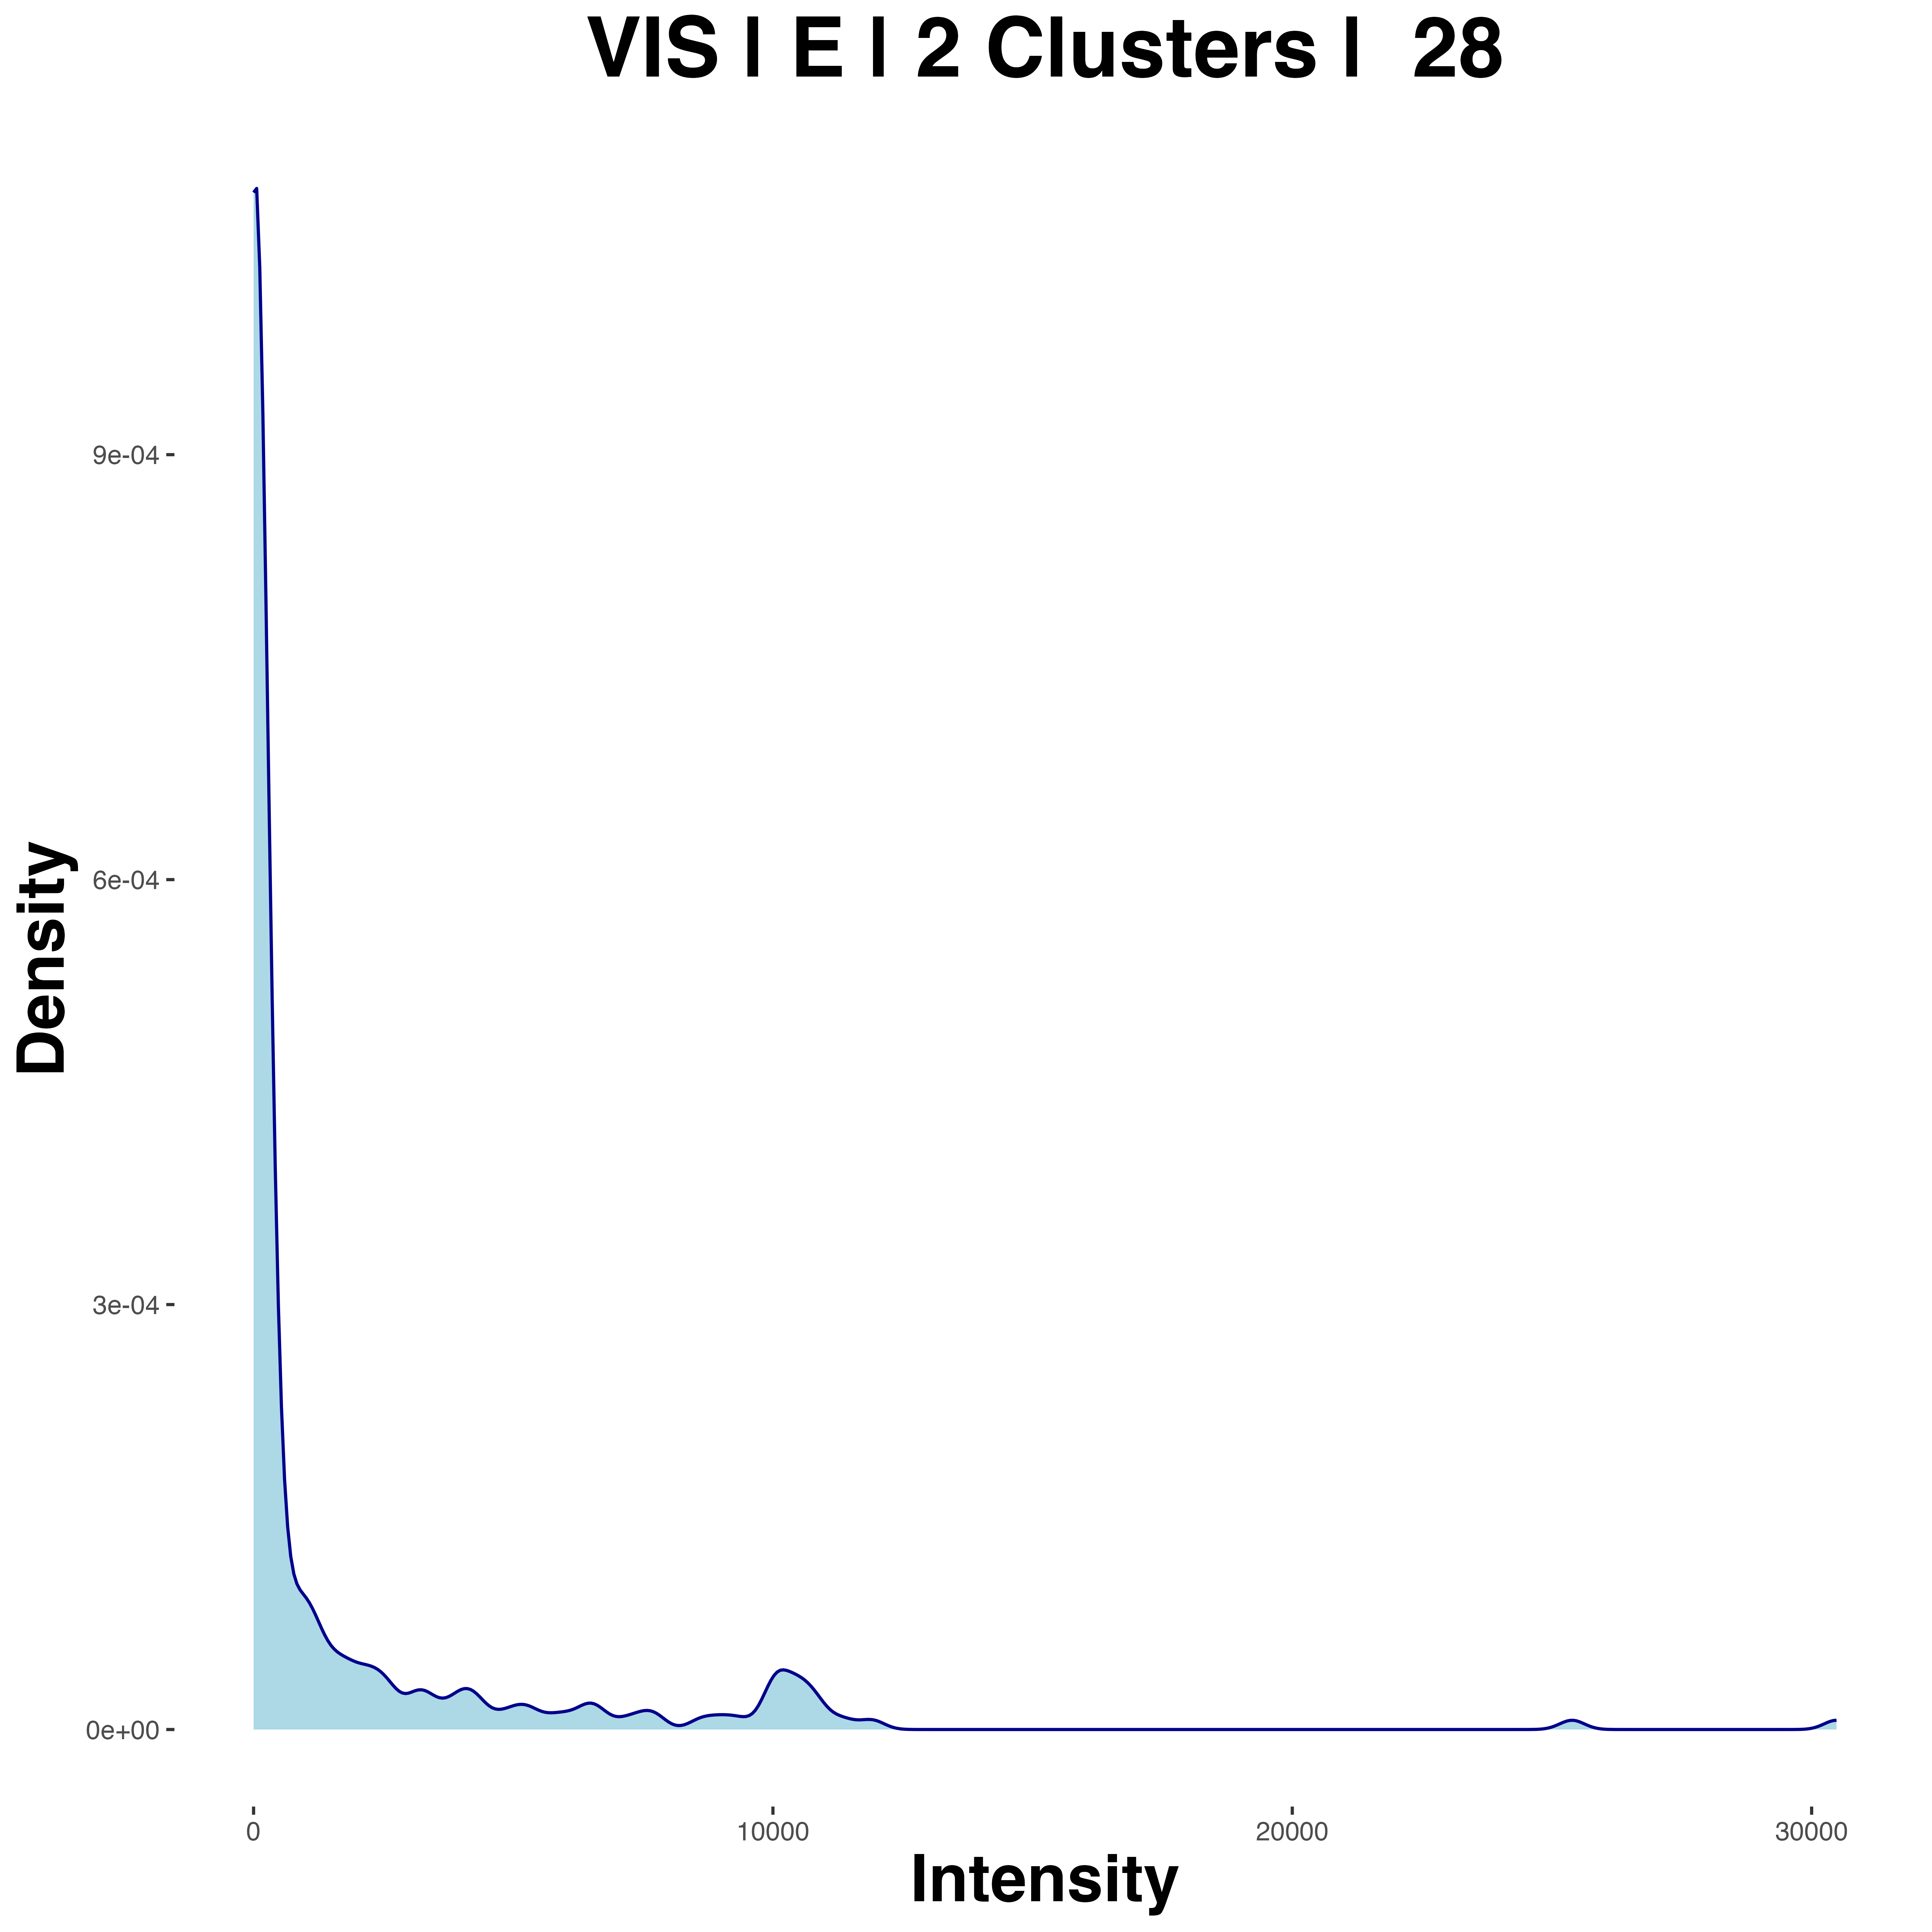 VIS | E | 2 Clusters |  28
Density
9e-04
6e-04
3e-04
0e+00
0
10000
20000
30000
Intensity